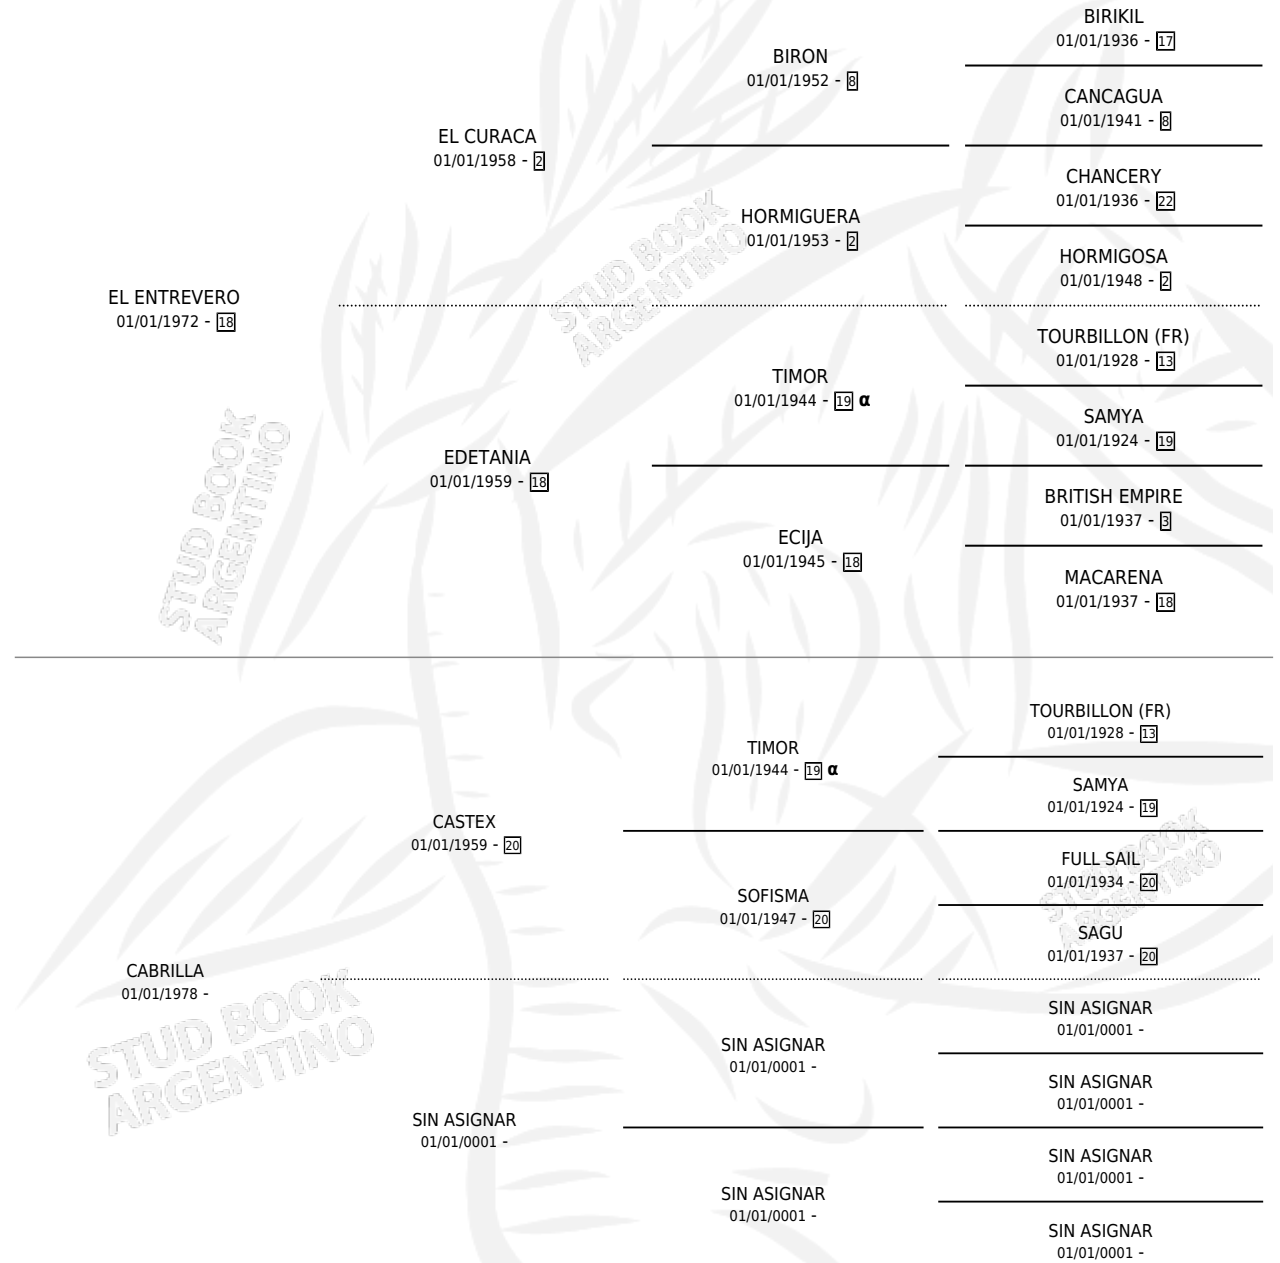 BIRIKIL
01/01/1936 - 17
BIRON
01/01/1952 - 8
CANCAGUA
01/01/1941 - 8
EL CURACA
01/01/1958 - 2
CHANCERY
01/01/1936 - 22
HORMIGUERA
01/01/1953 - 2
HORMIGOSA
01/01/1948 - 2
EL ENTREVERO
01/01/1972 - 18
TOURBILLON (FR)
01/01/1928 - 13
TIMOR
01/01/1944 - 19 α
SAMYA
01/01/1924 - 19
EDETANIA
01/01/1959 - 18
BRITISH EMPIRE
01/01/1937 - 3
ECIJA
01/01/1945 - 18
MACARENA
01/01/1937 - 18
STUD BOOK
ARGENTINO
STUD BOOK
ARGENTINO
TOURBILLON (FR)
01/01/1928 - 13
TIMOR
01/01/1944 - 19 α
SAMYA
01/01/1924 - 19
CASTEX
01/01/1959 - 20
FULL SAIL
01/01/1934 - 20
SOFISMA
01/01/1947 - 20
SAGU
01/01/1937 - 20
CABRILLA
01/01/1978 -
SIN ASIGNAR
01/01/0001 -
SIN ASIGNAR
01/01/0001 -
SIN ASIGNAR
01/01/0001 -
SIN ASIGNAR
01/01/0001 -
SIN ASIGNAR
01/01/0001 -
SIN ASIGNAR
01/01/0001 -
SIN ASIGNAR
01/01/0001 -
STUD BOOK
ARGENTINO
STUD BOOK
ARGENTINO